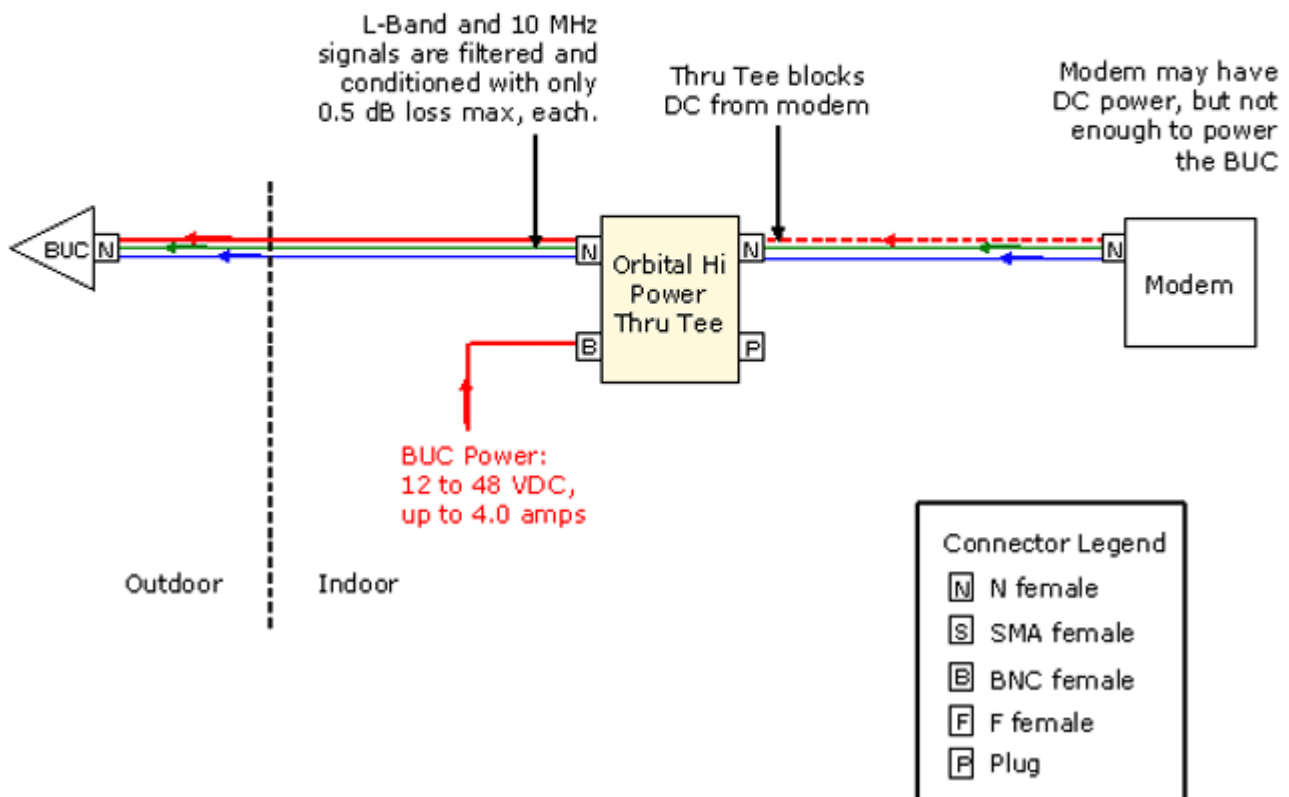 L-Band and 10 MHz
signals are filtered and
conditioned with only
0.5 dB loss max, each.
Thru Tee blocks
DC from modem
Modem may have
DC power, but not
enough to power
the BUC
BUC
N
N
Orbital Hi
Power
Thru Tee
N
N
Modem
B
P
BUC Power:
12 to 48 VDC,
up to 4.0 amps
Outdoor
Indoor
Connector Legend
N N female
S SMA female
B BNC female
F F female
P Plug